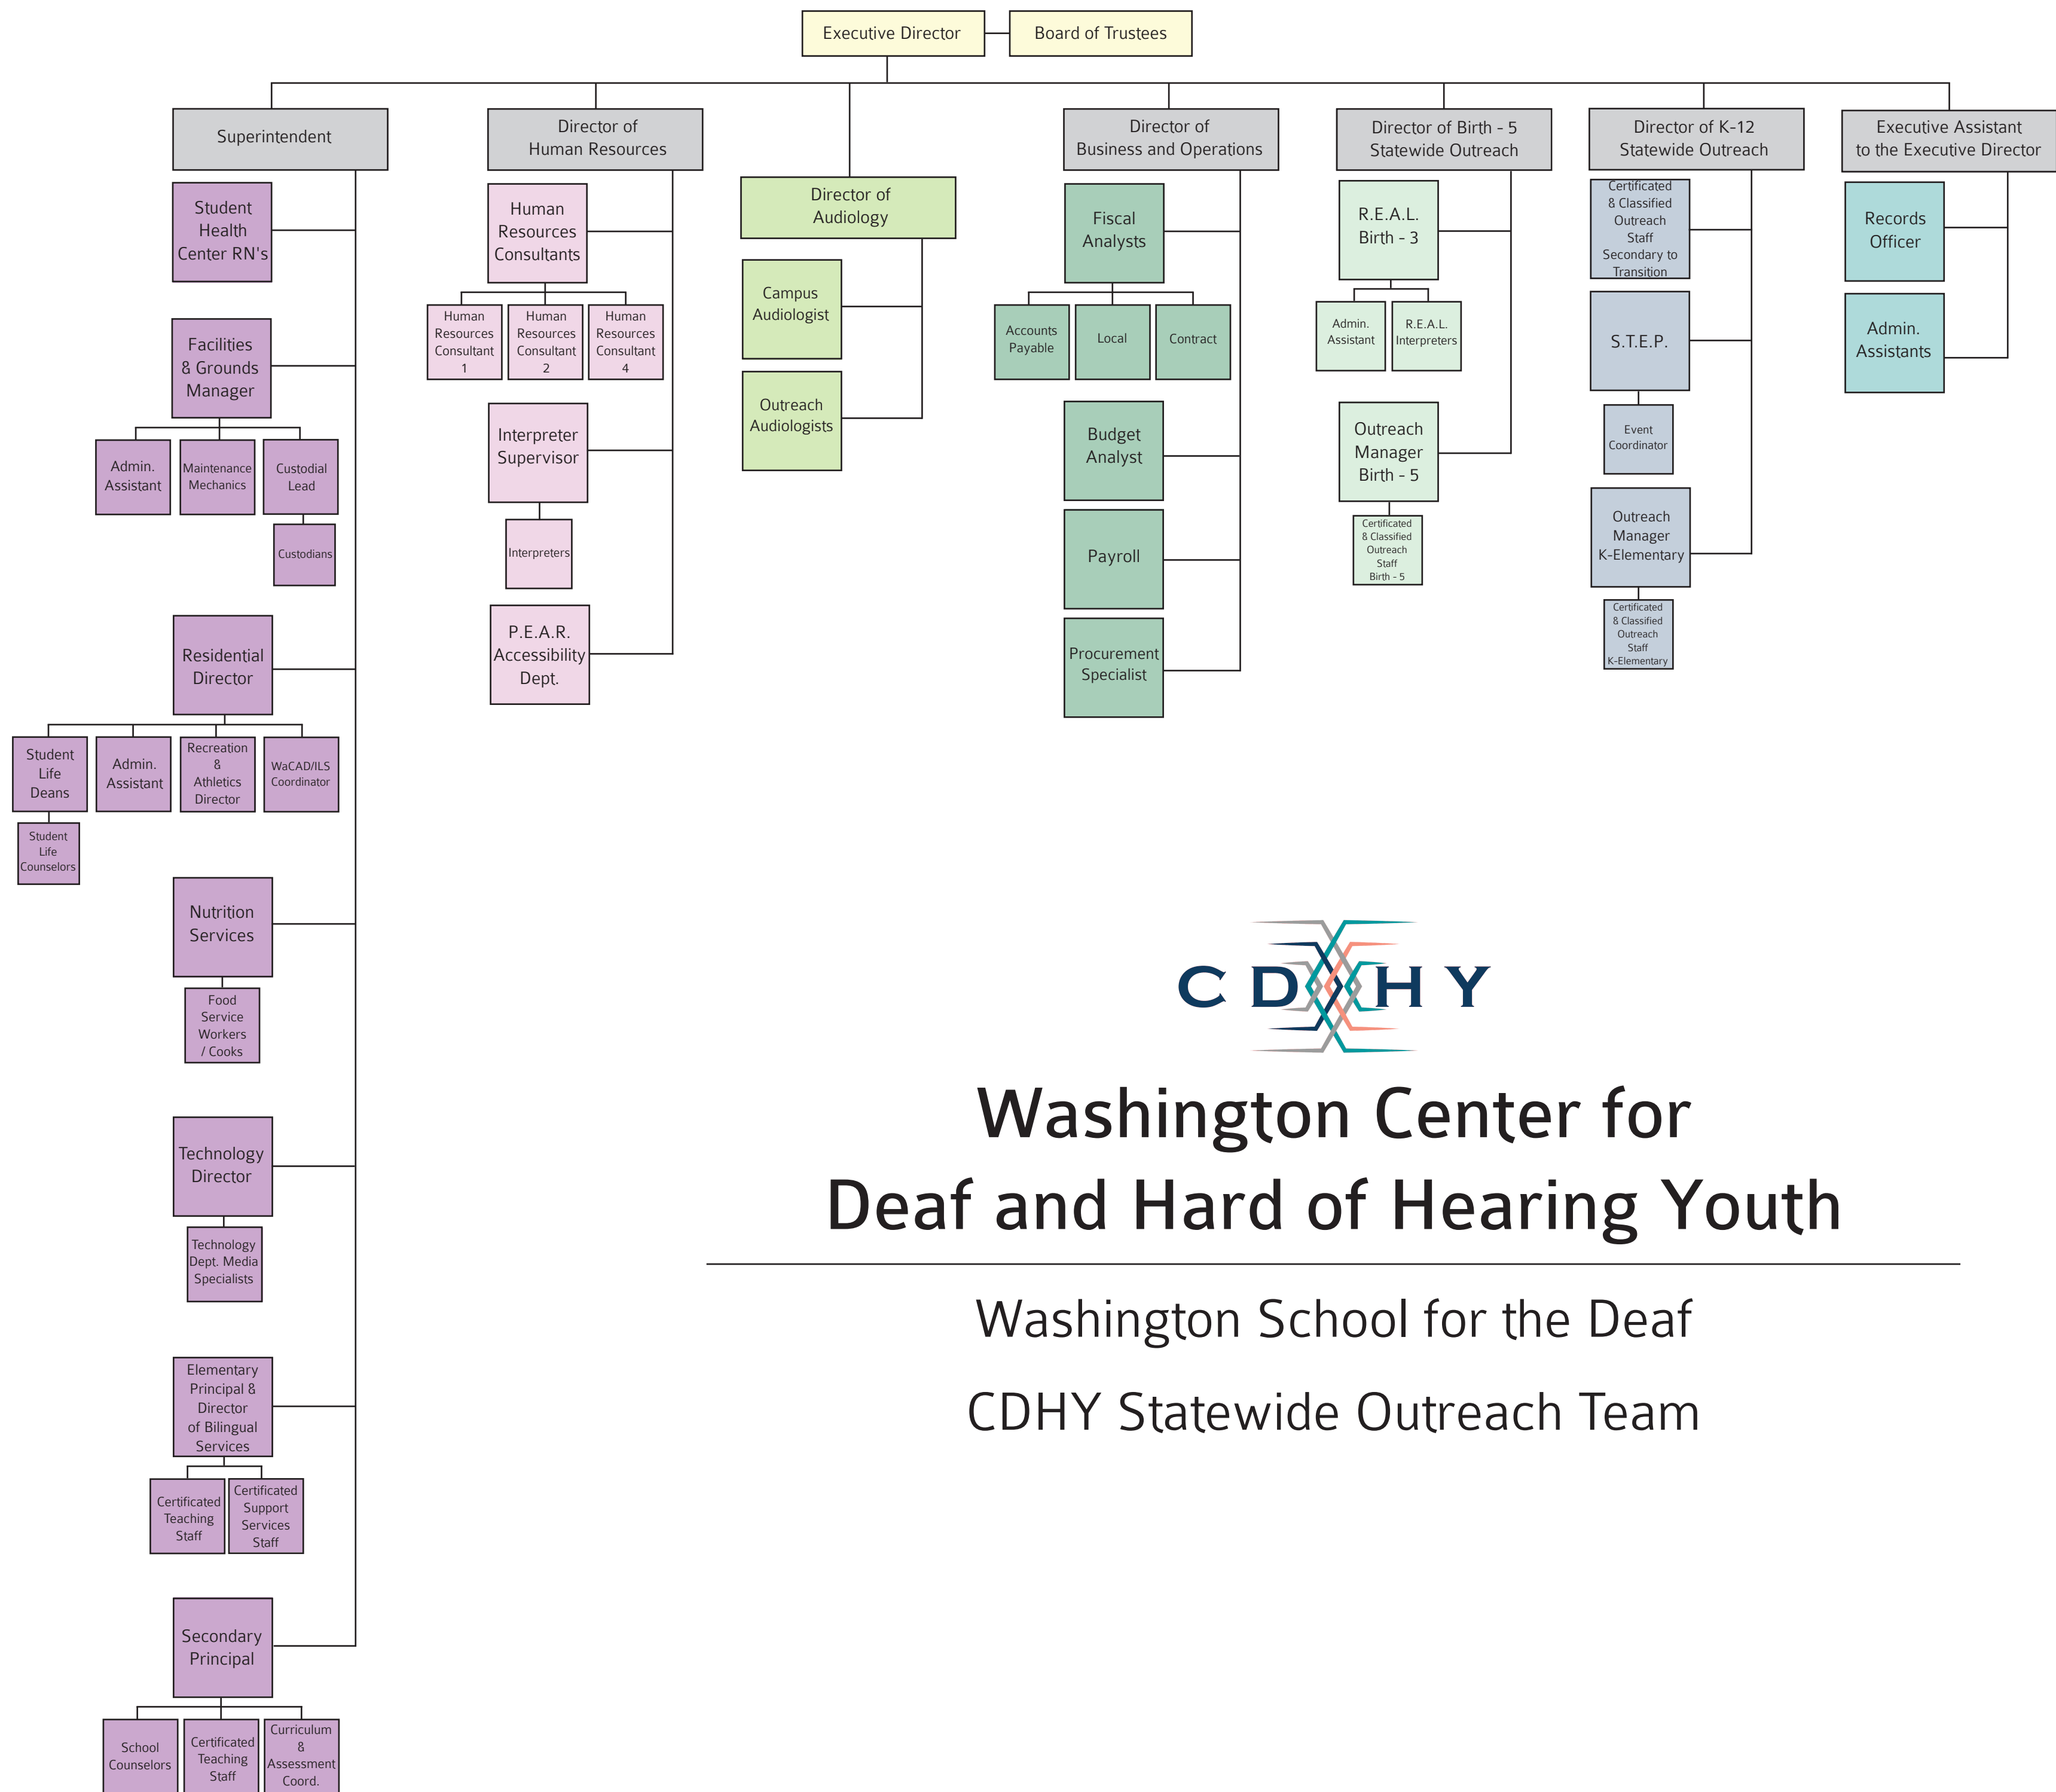 Executive Director
Board of Trustees
Superintendent
Director of
Human Resources
Director of
Audiology
Director of
Business and Operations
Director of Birth - 5
Statewide Outreach
Director of K-12
Statewide Outreach
Executive Assistant
to the Executive Director
Student
Health
Center RN's
Facilities
& Grounds
Manager
Admin.
Assistant
Maintenance
Mechanics
Custodial
Lead
Custodians
Residential
Director
Student
Life
Deans
Admin.
Assistant
Recreation
&
Athletics
Director
WaCAD/ILS
Coordinator
Student
Life
Counselors
Nutrition
Services
Food
Service
Workers
/ Cooks
Technology
Director
Technology
Dept. Media
Specialists
Elementary
Principal &
Director
of Bilingual
Services
Certificated
Teaching
Staff
Certificated
Support
Services
Staff
Secondary
Principal
School
Counselors
Certificated
Teaching
Staff
Curriculum
&
Assessment
Coord.
Human
Resources
Consultants
Human
Resources
Consultant
1
Human
Resources
Consultant
2
Human
Resources
Consultant
4
Interpreter
Supervisor
Interpreters
P.E.A.R.
Accessibility
Dept.
Campus
Audiologist
Outreach
Audiologists
Fiscal
Analysts
Accounts
Payable
Local
Contract
Budget
Analyst
Payroll
Procurement
Specialist
R.E.A.L.
Birth - 3
Admin.
Assistant
R.E.A.L.
Interpreters
Outreach
Manager
Birth - 5
Certificated
& Classified
Outreach
Staff
Birth - 5
Certificated
& Classified
Outreach
Staff
Secondary to
Transition
S.T.E.P.
Event
Coordinator
Outreach
Manager
K-Elementary
Certificated
& Classified
Outreach
Staff
K-Elementary
Records
Officer
Admin.
Assistants
CDHY
Washington Center for
Deaf and Hard of Hearing Youth
Washington School for the Deaf
CDHY Statewide Outreach Team